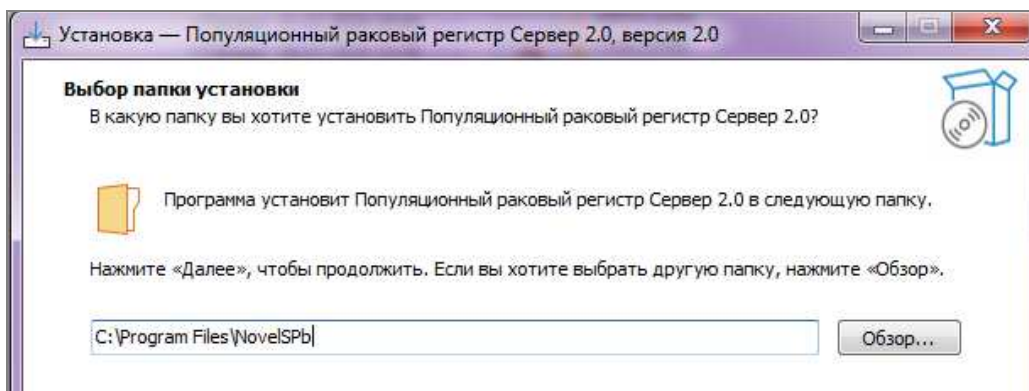 Установка — Популяционный раковый регистр Сервер 2.0, версия 2.0
Выбор папки установки
В какую папку вы хотите установить Популяционный раковый регистр Сервер 2.0?
Программа установит Популяционный раковый регистр Сервер 2.0 в следующую папку.
Нажмите «Далее», чтобы продолжить. Если вы хотите выбрать другую папку, нажмите «Обзор».
C:\Program Files\NovelSPb
Обзор...